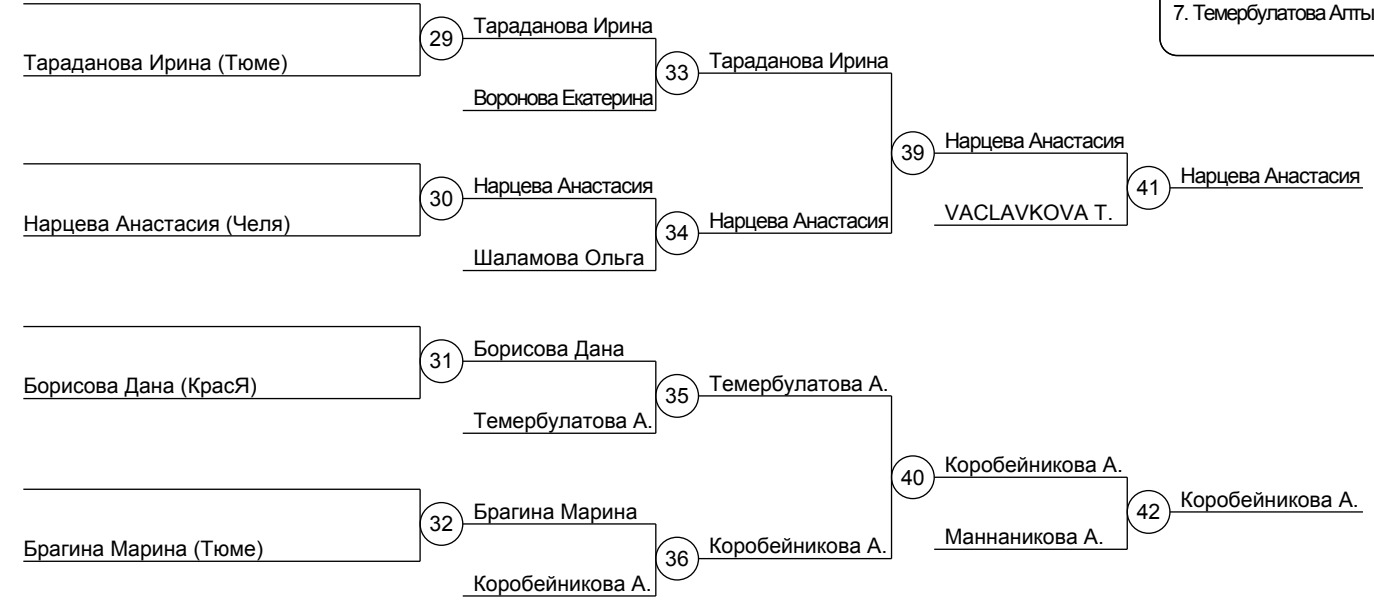 7. Темербулатова Алты
29 Тараданова Ирина
Тараданова Ирина (Тюме)
33 Тараданова Ирина
Воронова Екатерина
39 Нарцева Анастасия
30 Нарцева Анастасия
41 Нарцева Анастасия
Нарцева Анастасия (Челя)
34 Нарцева Анастасия
VACLAVKOVA T.
Шаламова Ольга
31 Борисова Дана
Борисова Дана (КрасЯ)
35 Темербулатова А.
Темербулатова А.
40 Коробейникова А.
32 Брагина Марина
42 Коробейникова А.
Брагина Марина (Тюме)
36 Коробейникова А.
Маннаникова А.
Коробейникова А.